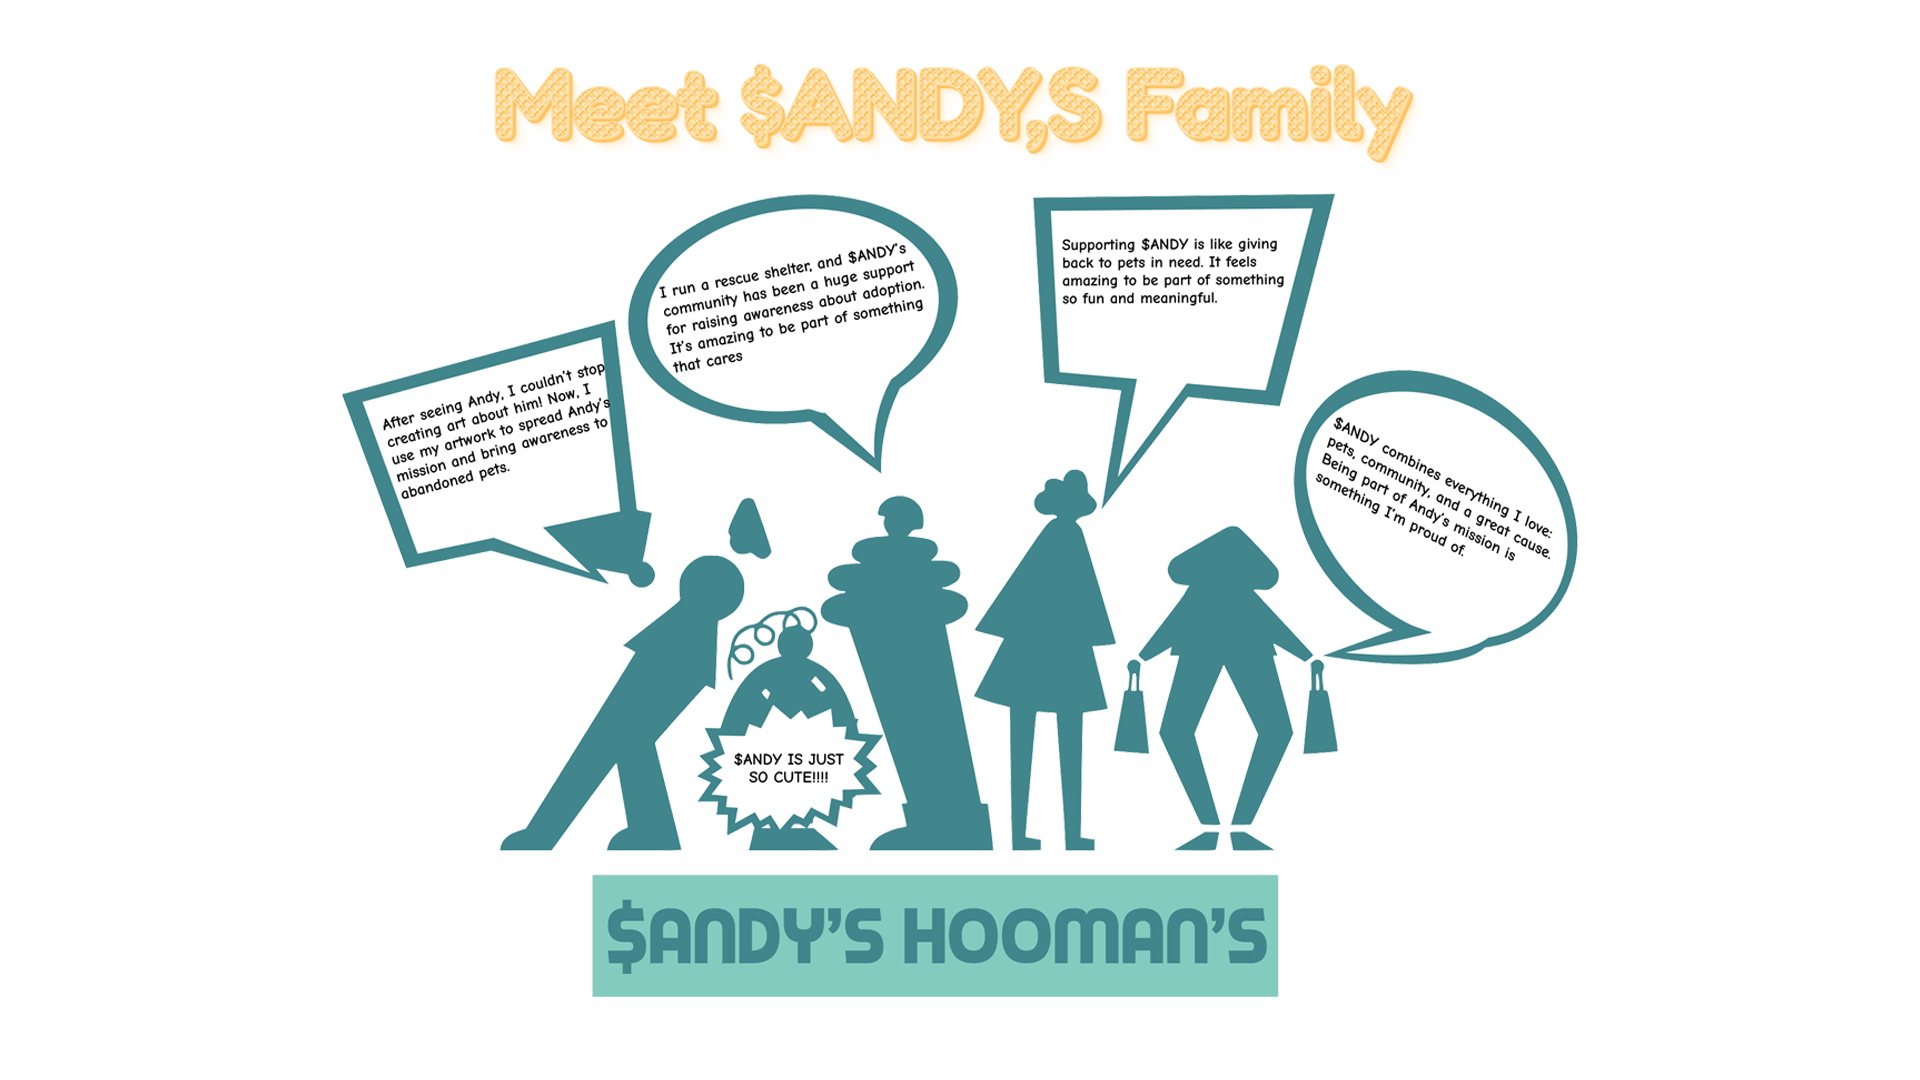 Meet $ANDY,S Family
After seeing Andy, I couldn't stop
creating art about him! Now, I
use my artwork to spread Andy's
mission and bring awareness to
abandoned pets.
I run a rescue shelter, and $ANDY's
community has been a huge support
for raising awareness about adoption.
It's amazing to be part of something
that cares
Supporting $ANDY is like giving
back to pets in need. It feels
amazing to be part of something
so fun and meaningful.
$ANDY combines everything I love:
pets, community, and a great cause.
Being part of Andy's mission is
something I'm proud of.
$ANDY IS JUST
SO CUTE!!!!
$ANDY'S HOOMAN'S